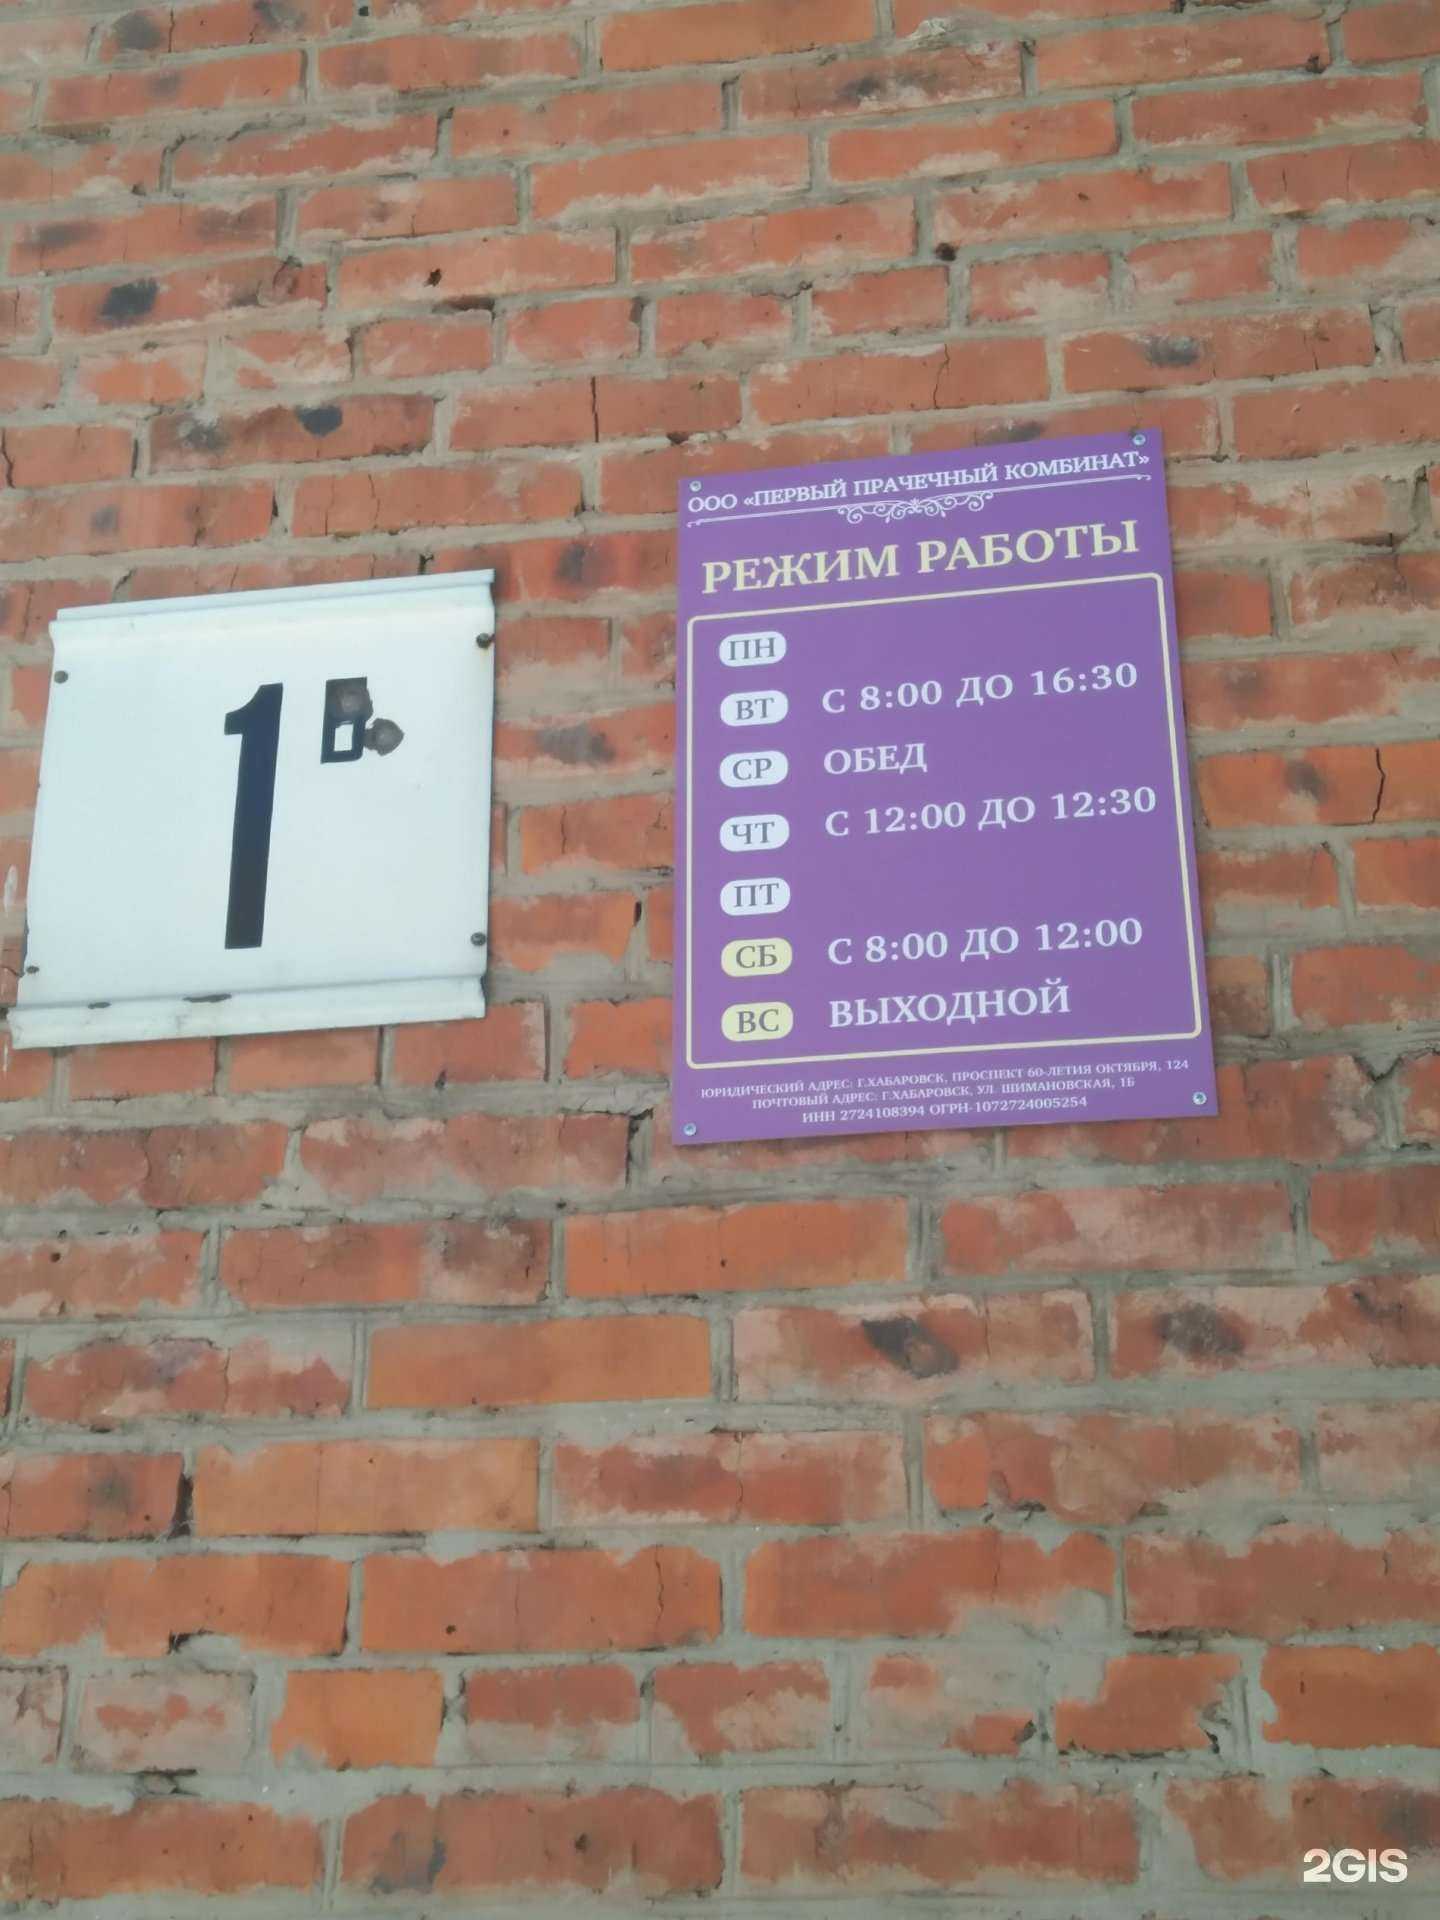 1Б
ООО «ПЕРВЫЙ ПРАЧЕЧНЫЙ КОМБИНАТ»
РЕЖИМ РАБОТЫ
ПН
ВТ С 8:00 ДО 16:30
СР ОБЕД
ЧТ С 12:00 ДО 12:30
ПТ
СБ С 8:00 ДО 12:00
ВС ВЫХОДНОЙ
ЮРИДИЧЕСКИЙ АДРЕС: Г.ХАБАРОВСК, ПРОСПЕКТ 60-ЛЕТИЯ ОКТЯБРЯ, 124
ПОЧТОВЫЙ АДРЕС: Г.ХАБАРОВСК, УЛ. ШИМАНОВСКАЯ, 1Б
ИНН 2724108394 ОГРН-1072724005254
2GIS